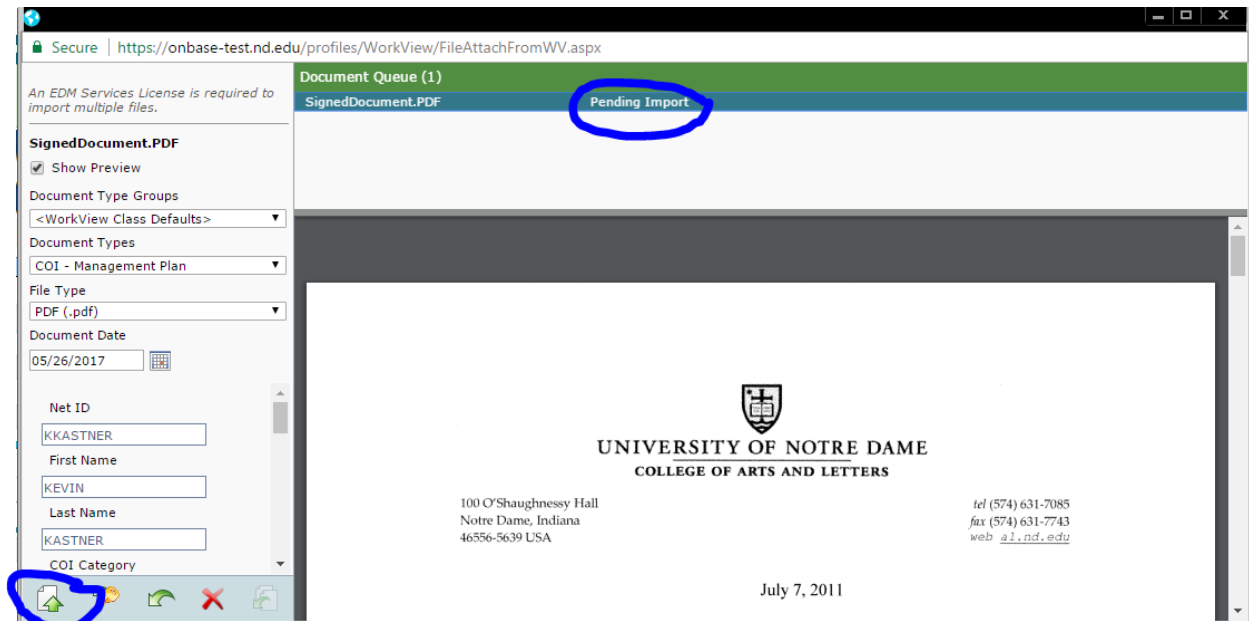 X
Secure | https://onbase-test.nd.edu/profiles/WorkView/FileAttachFromWV.aspx
An EDM Services License is required to
import multiple files.
SignedDocument.PDF
Show Preview
Document Type Groups
<WorkView Class Defaults>
Document Types
COI - Management Plan
File Type
PDF (.pdf)
Document Date
05/26/2017
Net ID
KKASTNER
First Name
KEVIN
Last Name
KASTNER
COI Category
Document Queue (1)
SignedDocument.PDF Pending Import
UNIVERSITY OF NOTRE DAME
COLLEGE OF ARTS AND LETTERS
100 O'Shaughnessy Hall
Notre Dame, Indiana
46556-5639 USA
tel (574) 631-7085
fax (574) 631-7743
web al.nd.edu
July 7, 2011